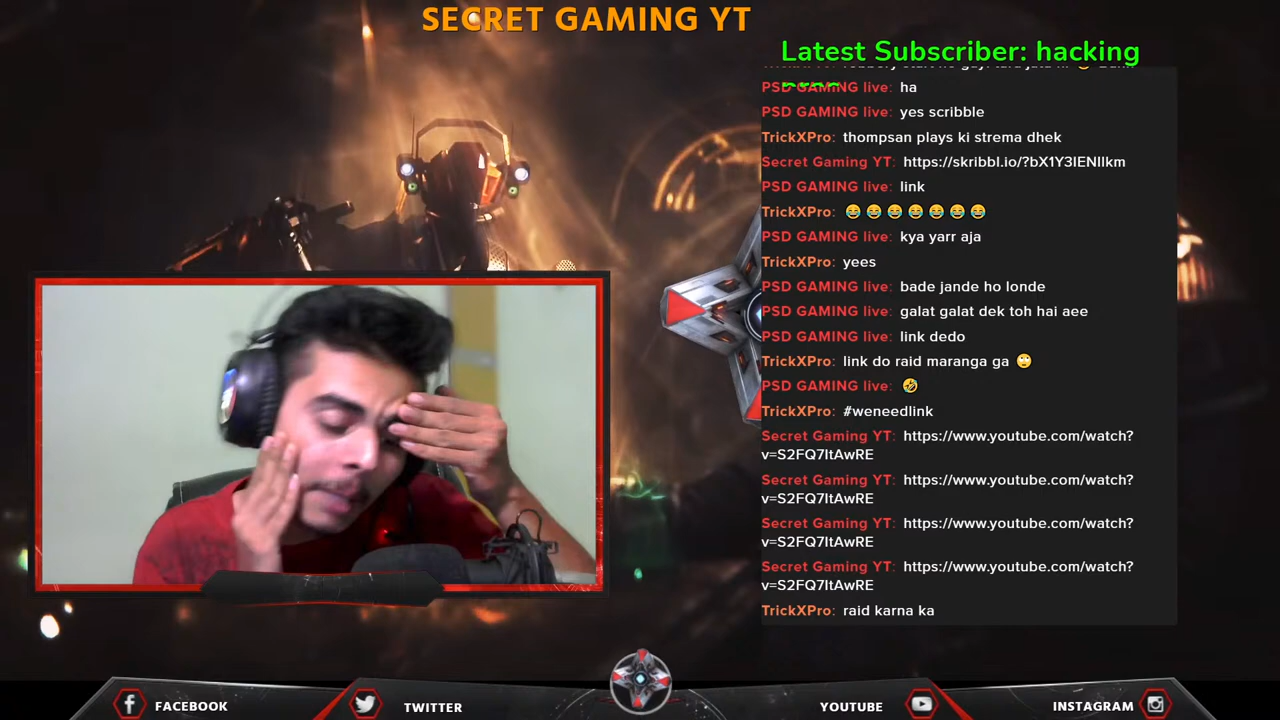 SECRET GAMING YT
Latest Subscriber: hacking
PSD GAMING live: ha
PSD GAMING live: yes scribble
TrickXPro: thompsan plays ki strema dhek
Secret Gaming YT: https://skribbl.io/?bX1Y3IENllkm
PSD GAMING live: link
TrickXPro: 😂😂😂😂😂😂😂
PSD GAMING live: kya yarr aja
TrickXPro: yees
PSD GAMING live: bade jande ho londe
PSD GAMING live: galat galat dek toh hai aee
PSD GAMING live: link dedo
TrickXPro: link do raid maranga ga 🙄
PSD GAMING live: 🤣
TrickXPro: #weneedlink
Secret Gaming YT: https://www.youtube.com/watch?
v=S2FQ7ltAwRE
Secret Gaming YT: https://www.youtube.com/watch?
v=S2FQ7ltAwRE
Secret Gaming YT: https://www.youtube.com/watch?
v=S2FQ7ltAwRE
Secret Gaming YT: https://www.youtube.com/watch?
v=S2FQ7ltAwRE
TrickXPro: raid karna ka
FACEBOOK
TWITTER
YOUTUBE
INSTAGRAM